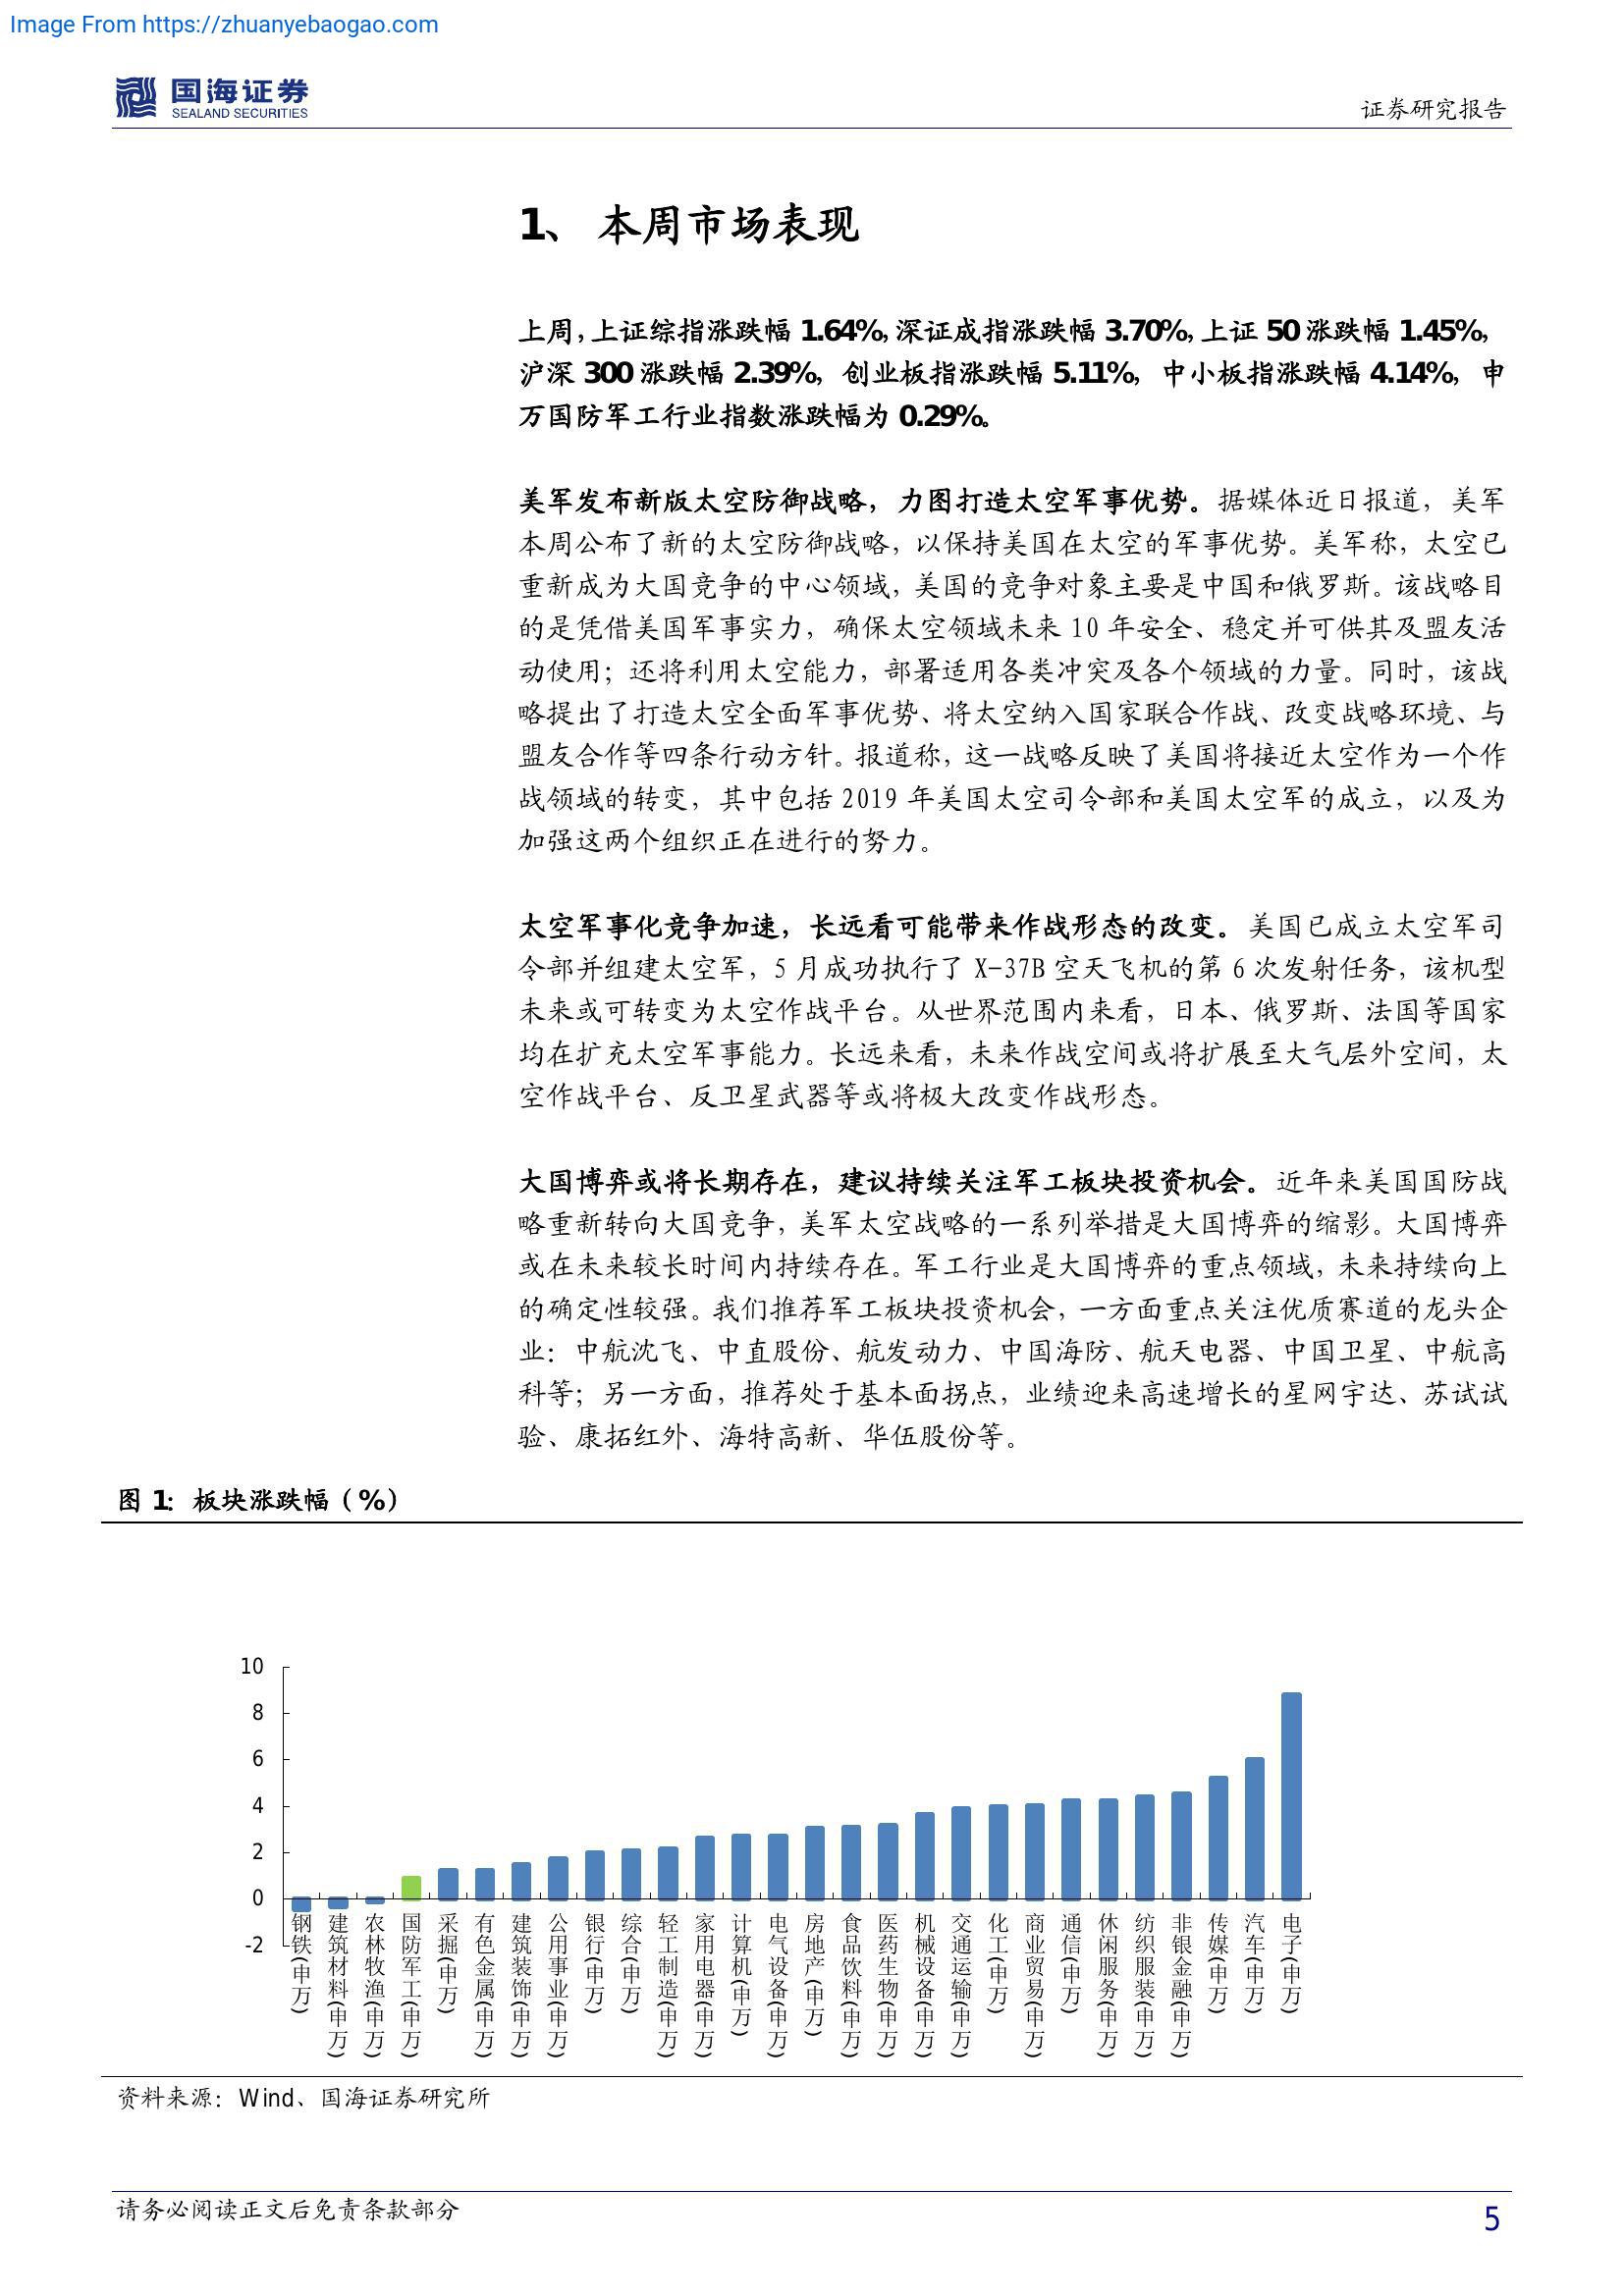 Image From https://zhuanyebaogao.com
国海证券
SEALAND SECURITIES
证券研究报告
1、 本周市场表现
上周，上证综指涨跌幅 1.64%，深证成指涨跌幅 3.70%，上证 50 涨跌幅 1.45%，
沪深 300 涨跌幅 2.39%，创业板指涨跌幅 5.11%，中小板指涨跌幅 4.14%，申
万国防军工行业指数涨跌幅为 0.29%。
美军发布新版太空防御战略，力图打造太空军事优势。据媒体近日报道，美军
本周公布了新的太空防御战略，以保持美国在太空的军事优势。美军称，太空已
重新成为大国竞争的中心领域，美国的竞争对象主要是中国和俄罗斯。该战略目
的是凭借美国军事实力，确保太空领域未来 10 年安全、稳定并可供其及盟友活
动使用；还将利用太空能力，部署适用各类冲突及各个领域的力量。同时，该战
略提出了打造太空全面军事优势、将太空纳入国家联合作战、改变战略环境、与
盟友合作等四条行动方针。报道称，这一战略反映了美国将接近太空作为一个作
战领域的转变，其中包括 2019 年美国太空司令部和美国太空军的成立，以及为
加强这两个组织正在进行的努力。
太空军事化竞争加速，长远看可能带来作战形态的改变。美国已成立太空军司
令部并组建太空军，5 月成功执行了 X-37B 空天飞机的第 6 次发射任务，该机型
未来或可转变为太空作战平台。从世界范围内来看，日本、俄罗斯、法国等国家
均在扩充太空军事能力。长远来看，未来作战空间或将扩展至大气层外空间，太
空作战平台、反卫星武器等或将极大改变作战形态。
大国博弈或将长期存在，建议持续关注军工板块投资机会。近年来美国国防战
略重新转向大国竞争，美军太空战略的一系列举措是大国博弈的缩影。大国博弈
或在未来较长时间内持续存在。军工行业是大国博弈的重点领域，未来持续向上
的确定性较强。我们推荐军工板块投资机会，一方面重点关注优质赛道的龙头企
业：中航沈飞、中直股份、航发动力、中国海防、航天电器、中国卫星、中航高
科等；另一方面，推荐处于基本面拐点，业绩迎来高速增长的星网宇达、苏试试
验、康拓红外、海特高新、华伍股份等。
图 1：板块涨跌幅（%）
10
8
6
4
2
0
-2
钢铁(申万)
建筑材料(申万)
农林牧渔(申万)
国防军工(申万)
采掘(申万)
有色金属(申万)
建筑装饰(申万)
公用事业(申万)
银行(申万)
综合(申万)
轻工制造(申万)
家用电器(申万)
计算机(申万)
电气设备(申万)
房地产(申万)
食品饮料(申万)
医药生物(申万)
机械设备(申万)
交通运输(申万)
化工(申万)
商业贸易(申万)
通信(申万)
休闲服务(申万)
纺织服装(申万)
非银金融(申万)
传媒(申万)
汽车(申万)
电子(申万)
资料来源：Wind、国海证券研究所
请务必阅读正文后免责条款部分
5